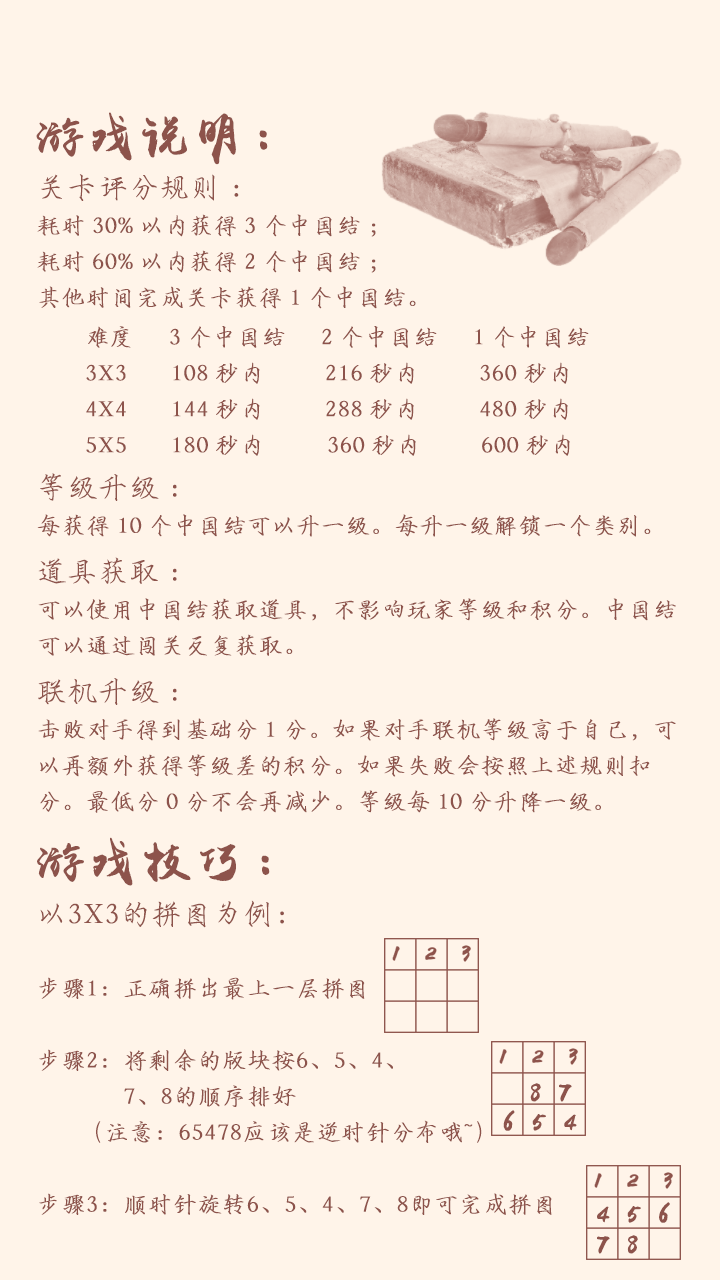 游戏说明：
关卡评分规则：
耗时 30% 以内获得 3 个中国结；
耗时 60% 以内获得 2 个中国结；
其他时间完成关卡获得 1 个中国结。
难度 3 个中国结 2 个中国结 1 个中国结
3X3 108 秒内 216 秒内 360 秒内
4X4 144 秒内 288 秒内 480 秒内
5X5 180 秒内 360 秒内 600 秒内
等级升级：
每获得 10 个中国结可以升一级。每升一级解锁一个类别。
道具获取：
可以使用中国结获取道具，不影响玩家等级和积分。中国结
可以通过闯关反复获取。
联机升级：
击败对手得到基础分 1 分。如果对手联机等级高于自己，可
以再额外获得等级差的积分。如果失败会按照上述规则扣
分。最低分 0 分不会再减少。等级每 10 分升降一级。
游戏技巧：
以3X3的拼图为例：
1 2 3
步骤1：正确拼出最上一层拼图
步骤2：将剩余的版块按6、5、4、
7、8的顺序排好
（注意：65478应该是逆时针分布哦~）
1 2 3
8 7
6 5 4
步骤3：顺时针旋转6、5、4、7、8即可完成拼图
1 2 3
4 5 6
7 8